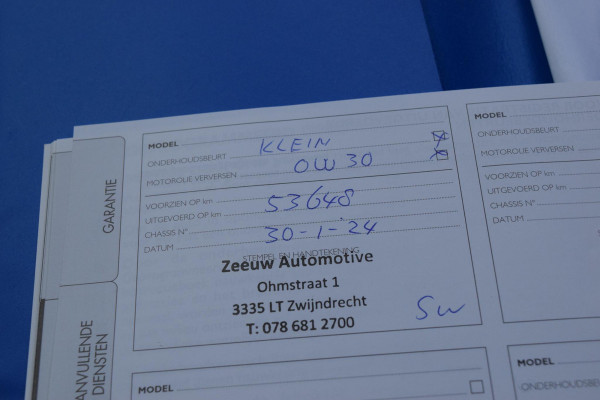 GARANTIE
AANVULLENDE
DIENSTEN
MODEL
ONDERHOUDSBEURT KLEIN
MOTOROLIE VERVERSEN OW 30
VOORZIEN OP km
UITGEVOERD OP km 53648
CHASSIS N°
DATUM 30-1-'24
STEMPEL EN HANDTEKENING
Zeeuw Automotive
Ohmstraat 1
3335 LT Zwijndrecht
T: 078 681 2700
SW
MODEL
ONDERHOUDSBEURT
MOTOROLIE VERVERSEN
VOORZIEN OP km
UITGEVOERD OP km
CHASSIS N°
DATUM
MODEL
MODEL
ONDERHOUDSBEURT